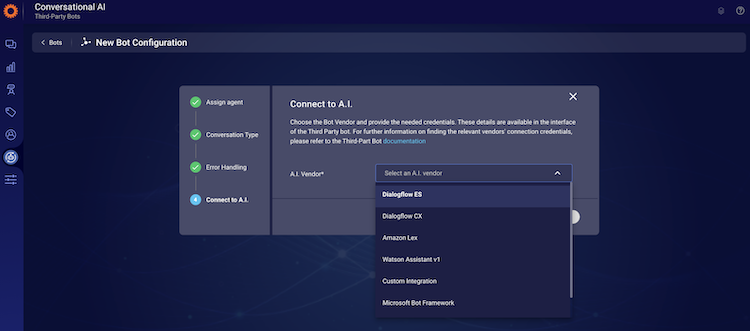 Conversational AI
Third-Party Bots
Bots
New Bot Configuration
Assign agent
Conversation Type
Error Handling
4
Connect to A.I.
Connect to A.I.
Choose the Bot Vendor and provide the needed credentials. These details are available in the interface
of the Third Party bot. For further information on finding the relevant vendors' connection credentials,
please refer to the Third-Part Bot documentation
A.I. Vendor*
Select an A.I. vendor
Dialogflow ES
Dialogflow CX
Amazon Lex
Watson Assistant v1
Custom Integration
Microsoft Bot Framework